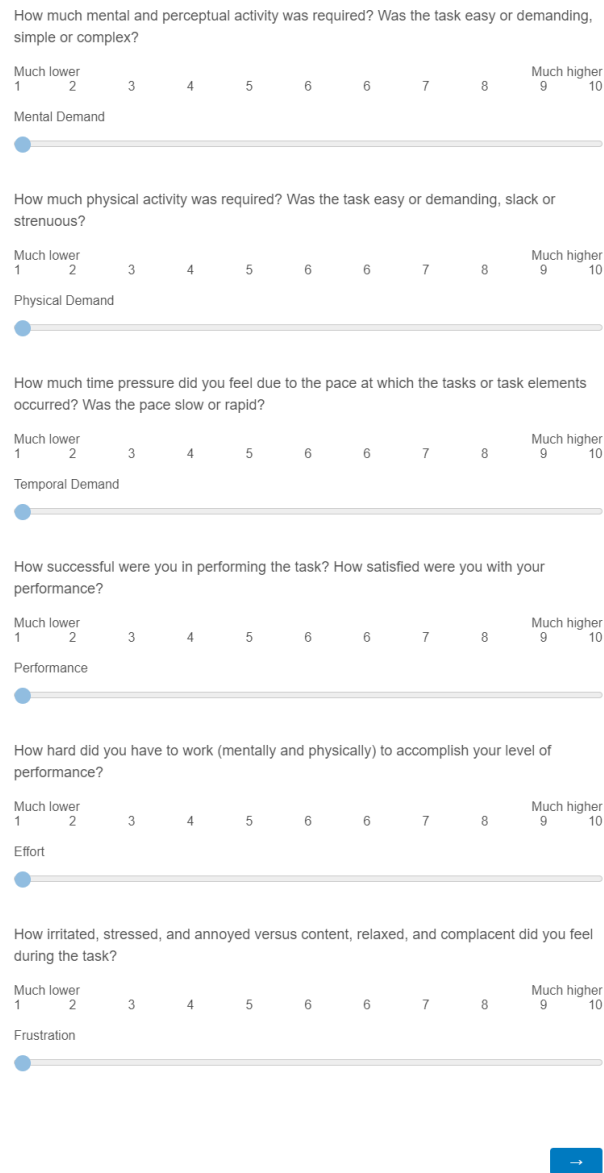 How much mental and perceptual activity was required? Was the task easy or demanding,
simple or complex?
Much lower Much higher
1 2 3 4 5 6 6 7 8 9 10
Mental Demand
How much physical activity was required? Was the task easy or demanding, slack or
strenuous?
Much lower Much higher
1 2 3 4 5 6 6 7 8 9 10
Physical Demand
How much time pressure did you feel due to the pace at which the tasks or task elements
occurred? Was the pace slow or rapid?
Much lower Much higher
1 2 3 4 5 6 6 7 8 9 10
Temporal Demand
How successful were you in performing the task? How satisfied were you with your
performance?
Much lower Much higher
1 2 3 4 5 6 6 7 8 9 10
Performance
How hard did you have to work (mentally and physically) to accomplish your level of
performance?
Much lower Much higher
1 2 3 4 5 6 6 7 8 9 10
Effort
How irritated, stressed, and annoyed versus content, relaxed, and complacent did you feel
during the task?
Much lower Much higher
1 2 3 4 5 6 6 7 8 9 10
Frustration
→